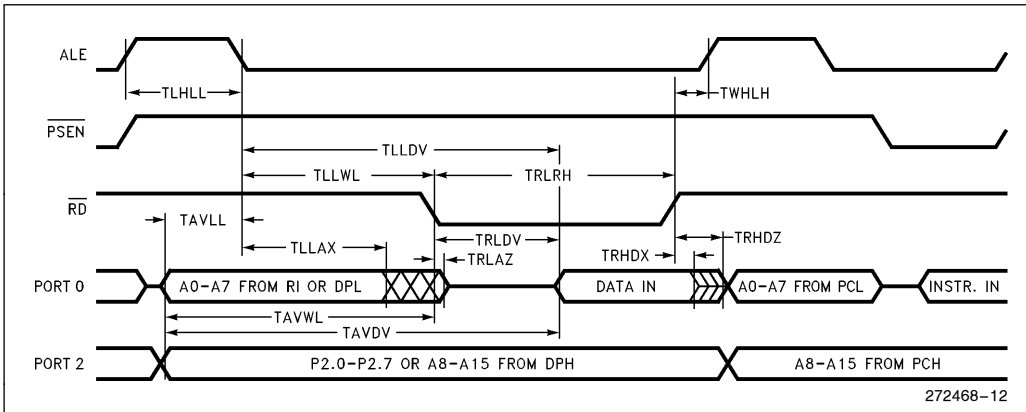 ALE
TLHLL
TWHLH
PSEN
TLLDV
TLLWL
TRLRH
RD
TAVLL
TRLDV
TRHDZ
TLLAX
TRLAZ
TRHDX
PORT 0
A0-A7 FROM RI OR DPL
DATA IN
A0-A7 FROM PCL
INSTR. IN
TAVWL
TAVDV
PORT 2
P2.0-P2.7 OR A8-A15 FROM DPH
A8-A15 FROM PCH
272468-12